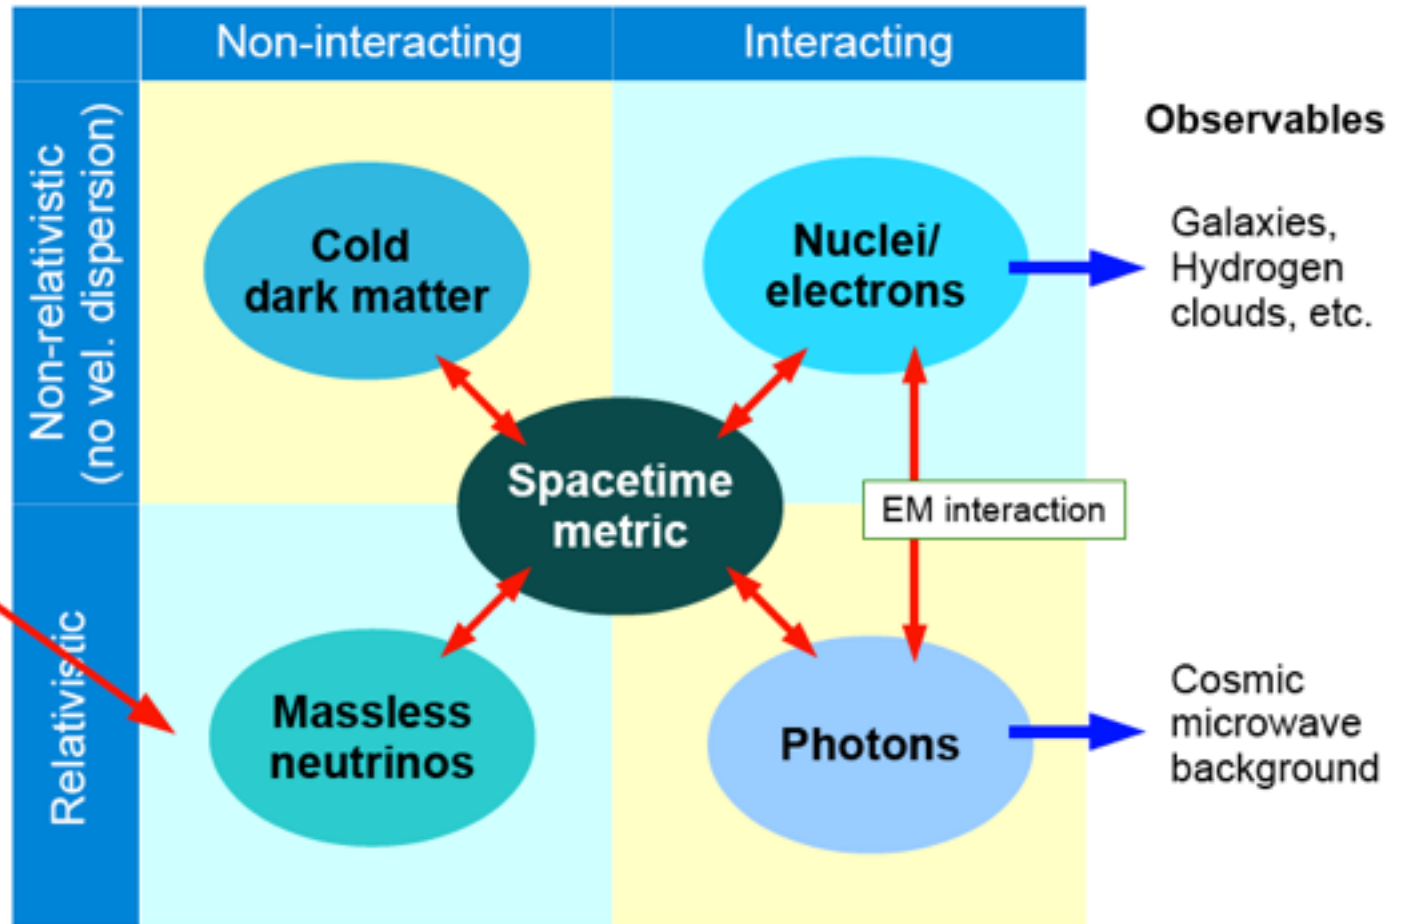 Non-interacting
Interacting
Non-relativistic
(no vel. dispersion)
Observables
Cold
dark matter
Nuclei/
electrons
Galaxies,
Hydrogen
clouds, etc.
Spacetime
metric
EM interaction
Relativistic
Massless
neutrinos
Photons
Cosmic
microwave
background